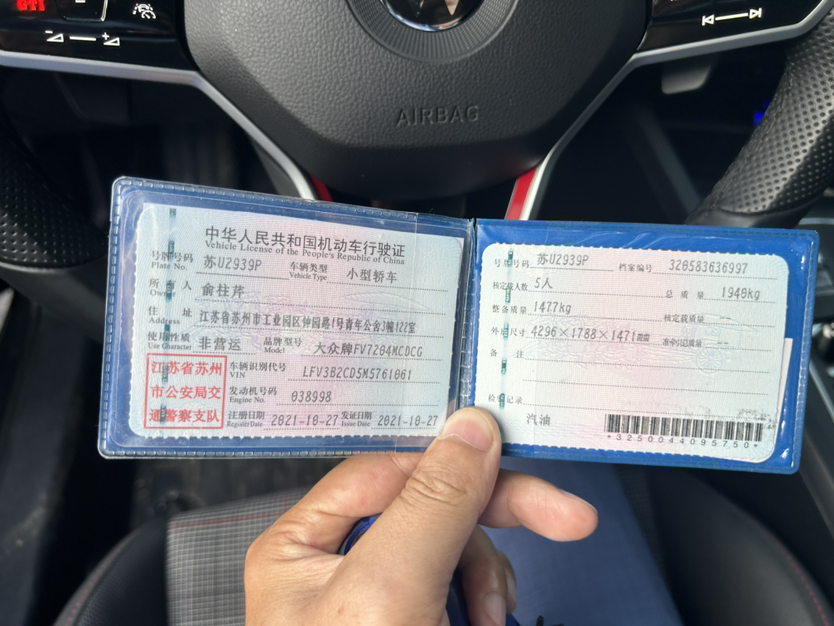 GTI
AIRBAG
中华人民共和国机动车行驶证
Vehicle License of the People's Republic of China
号牌号码 苏U2939P 车辆类型 小型轿车
Plate No. Vehicle Type
所有人 俞柱芹
Owner
住址 江苏省苏州市工业园区钟园路1号青年公舍3幢122室
Address
使用性质 非营运 品牌型号 大众牌FV7204MCDCG
Use Character Model
江苏省苏州市公安局交通警察支队
车辆识别代号 LFV3B2CD5M5761061
VIN
发动机号码 038998
Engine No.
注册日期 2021-10-27 发证日期 2021-10-27
Register Date Issue Date
号牌号码 苏U2939P 档案编号 320583636997
核定载人数 5人 总质量 1940kg
整备质量 1477kg 核定载质量 --
外廓尺寸 4296×1788×1471mm 准牵引总质量 --
备注
检验记录
汽油
*3250044095750*